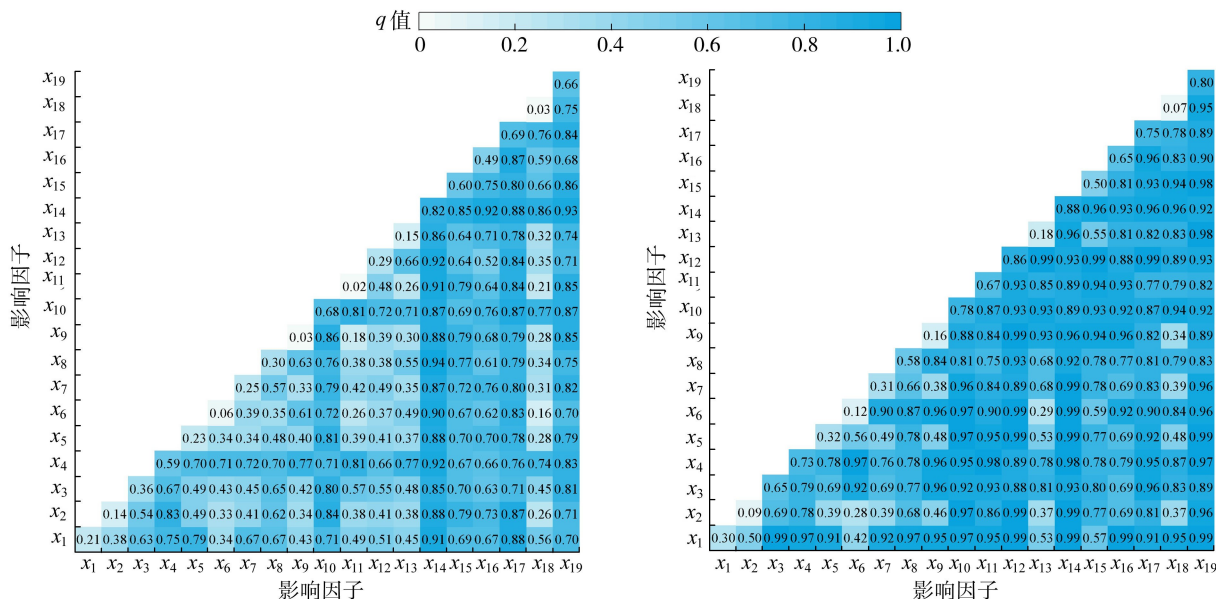 q 值
0 0.2 0.4 0.6 0.8 1.0
影响因子
x19 0.66
x18 0.03 0.75
x17 0.69 0.76 0.84
x16 0.49 0.87 0.59 0.68
x15 0.60 0.75 0.80 0.66 0.86
x14 0.82 0.85 0.92 0.88 0.86 0.93
x13 0.15 0.86 0.64 0.71 0.78 0.32 0.74
x12 0.29 0.66 0.92 0.64 0.52 0.84 0.35 0.71
x11 0.02 0.48 0.26 0.91 0.79 0.64 0.84 0.21 0.85
x10 0.68 0.81 0.72 0.71 0.87 0.69 0.76 0.87 0.77 0.87
x9 0.03 0.86 0.18 0.39 0.30 0.88 0.79 0.68 0.79 0.28 0.85
x8 0.30 0.63 0.76 0.38 0.38 0.55 0.94 0.77 0.61 0.79 0.34 0.75
x7 0.25 0.57 0.33 0.79 0.42 0.49 0.35 0.87 0.72 0.76 0.80 0.31 0.82
x6 0.06 0.39 0.35 0.61 0.72 0.26 0.37 0.49 0.90 0.67 0.62 0.83 0.16 0.70
x5 0.23 0.34 0.34 0.48 0.40 0.81 0.39 0.41 0.37 0.88 0.70 0.70 0.78 0.28 0.79
x4 0.59 0.70 0.71 0.72 0.70 0.77 0.71 0.81 0.66 0.77 0.92 0.67 0.66 0.76 0.74 0.83
x3 0.36 0.67 0.49 0.43 0.45 0.65 0.42 0.80 0.57 0.55 0.48 0.85 0.70 0.63 0.71 0.45 0.81
x2 0.14 0.54 0.83 0.49 0.33 0.41 0.62 0.34 0.84 0.38 0.41 0.38 0.88 0.79 0.73 0.87 0.26 0.71
x1 0.21 0.38 0.63 0.75 0.79 0.34 0.67 0.67 0.43 0.71 0.49 0.51 0.45 0.91 0.69 0.67 0.88 0.56 0.70
x1 x2 x3 x4 x5 x6 x7 x8 x9 x10 x11 x12 x13 x14 x15 x16 x17 x18 x19
影响因子
影响因子
x19 0.80
x18 0.07 0.95
x17 0.75 0.78 0.89
x16 0.65 0.96 0.83 0.90
x15 0.50 0.81 0.93 0.94 0.98
x14 0.88 0.96 0.93 0.96 0.96 0.92
x13 0.18 0.96 0.55 0.81 0.82 0.83 0.98
x12 0.86 0.99 0.93 0.99 0.88 0.99 0.89 0.93
x11 0.67 0.93 0.85 0.89 0.94 0.93 0.77 0.79 0.82
x10 0.78 0.87 0.93 0.93 0.89 0.93 0.92 0.87 0.94 0.92
x9 0.16 0.88 0.84 0.99 0.93 0.96 0.94 0.96 0.82 0.34 0.89
x8 0.58 0.84 0.81 0.75 0.93 0.68 0.92 0.78 0.77 0.81 0.79 0.83
x7 0.31 0.66 0.38 0.96 0.84 0.89 0.68 0.99 0.78 0.69 0.83 0.39 0.96
x6 0.12 0.90 0.87 0.96 0.97 0.90 0.99 0.29 0.99 0.59 0.92 0.90 0.84 0.96
x5 0.32 0.56 0.49 0.78 0.48 0.97 0.95 0.99 0.53 0.99 0.77 0.69 0.92 0.48 0.99
x4 0.73 0.78 0.97 0.76 0.78 0.96 0.95 0.98 0.89 0.78 0.98 0.78 0.79 0.95 0.87 0.97
x3 0.65 0.79 0.69 0.92 0.69 0.77 0.96 0.92 0.93 0.88 0.81 0.93 0.80 0.69 0.96 0.83 0.89
x2 0.09 0.69 0.78 0.39 0.28 0.39 0.68 0.46 0.97 0.86 0.99 0.37 0.99 0.77 0.69 0.81 0.37 0.96
x1 0.30 0.50 0.99 0.97 0.91 0.42 0.92 0.97 0.95 0.97 0.98 0.99 0.53 0.99 0.57 0.99 0.91 0.95 0.99
x1 x2 x3 x4 x5 x6 x7 x8 x9 x10 x11 x12 x13 x14 x15 x16 x17 x18 x19
影响因子